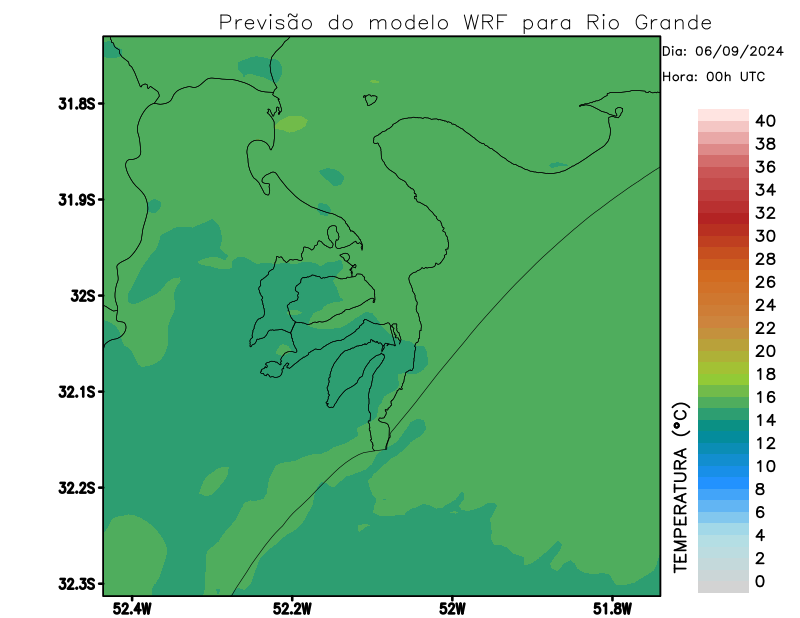 Previsão do modelo WRF para Rio Grande
Dia: 06/09/2024
Hora: 00h UTC
31.8S
31.9S
32S
32.1S
32.2S
32.3S
52.4W
52.2W
52W
51.8W
TEMPERATURA (°C)
40
38
36
34
32
30
28
26
24
22
20
18
16
14
12
10
8
6
4
2
0